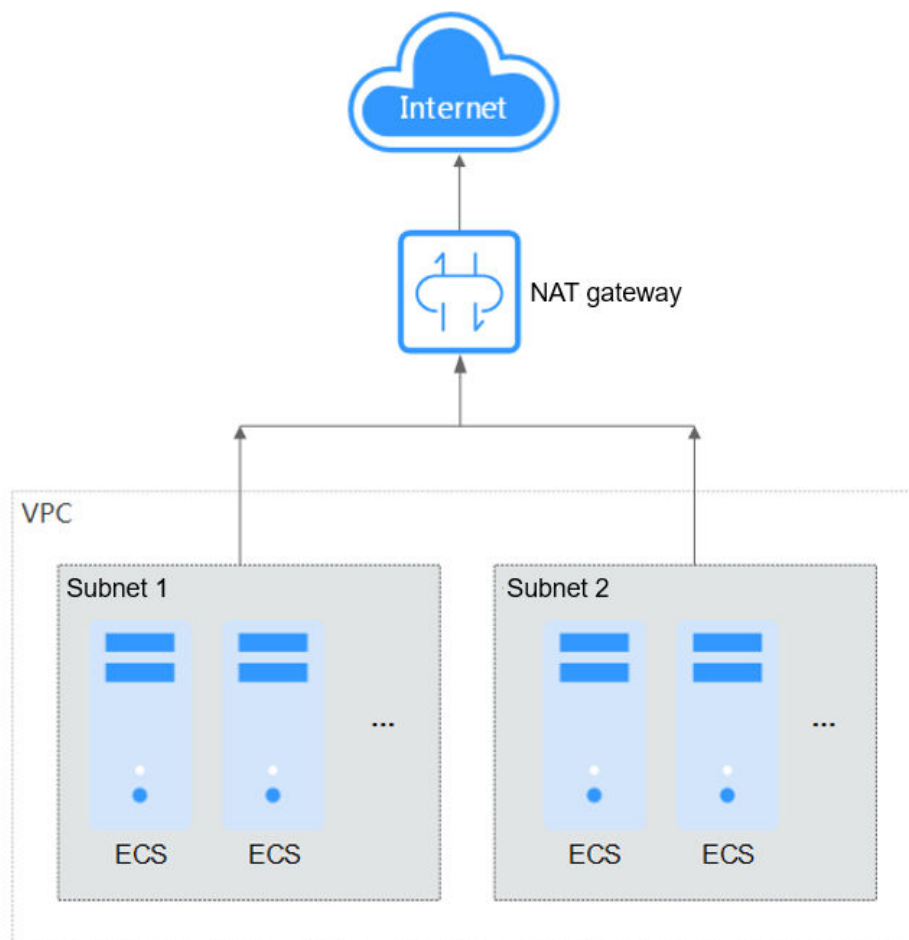 Internet
NAT gateway
VPC
Subnet 1
Subnet 2
...
...
ECS
ECS
ECS
ECS